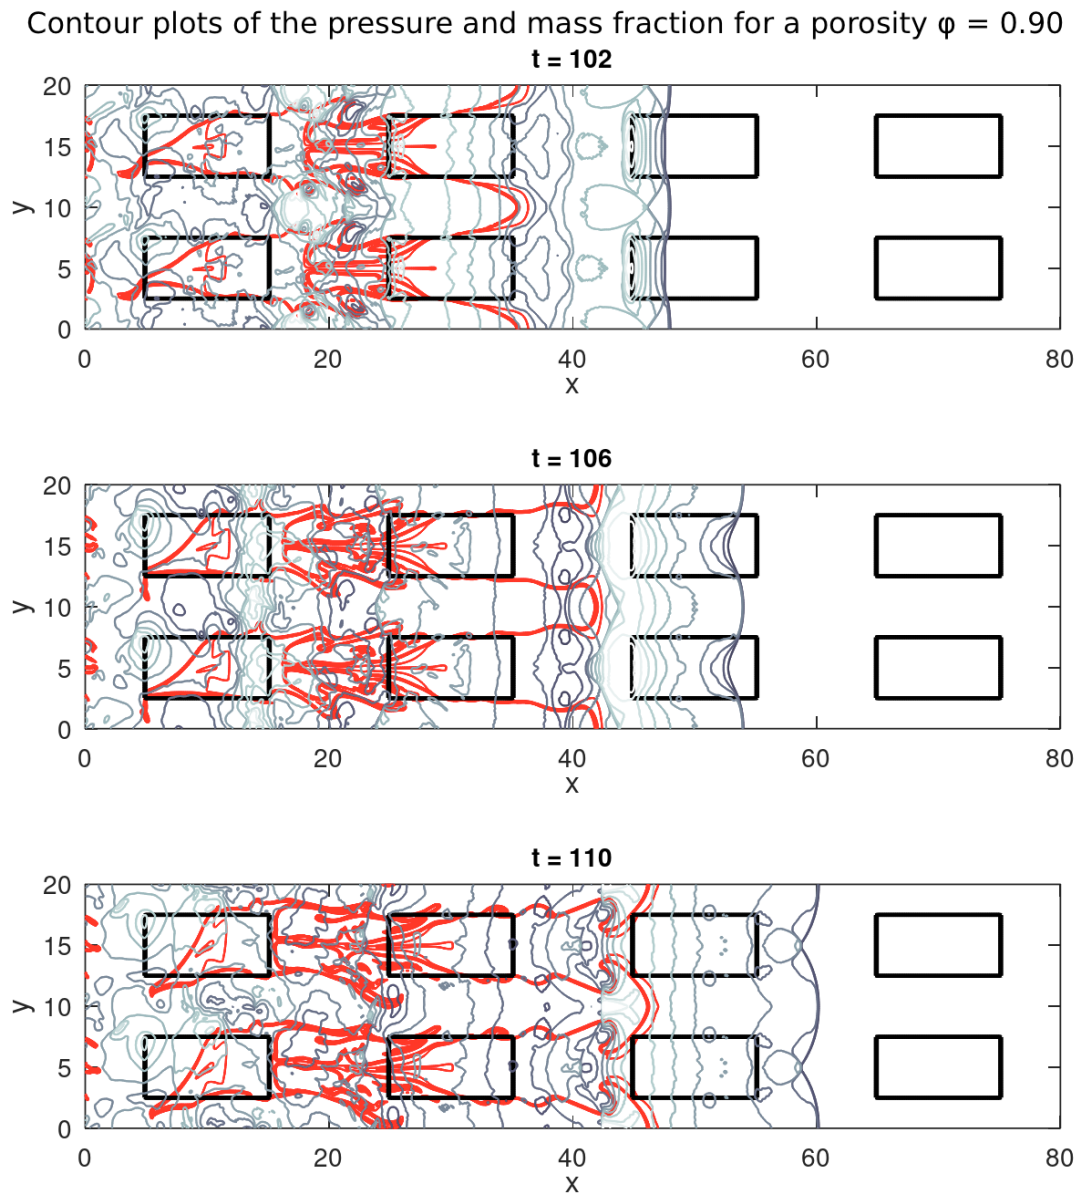 Contour plots of the pressure and mass fraction for a porosity φ = 0.90
t = 102
20
15
10
5
0
y
0 20 40 60 80
x
t = 106
20
15
10
5
0
y
0 20 40 60 80
x
t = 110
20
15
10
5
0
y
0 20 40 60 80
x